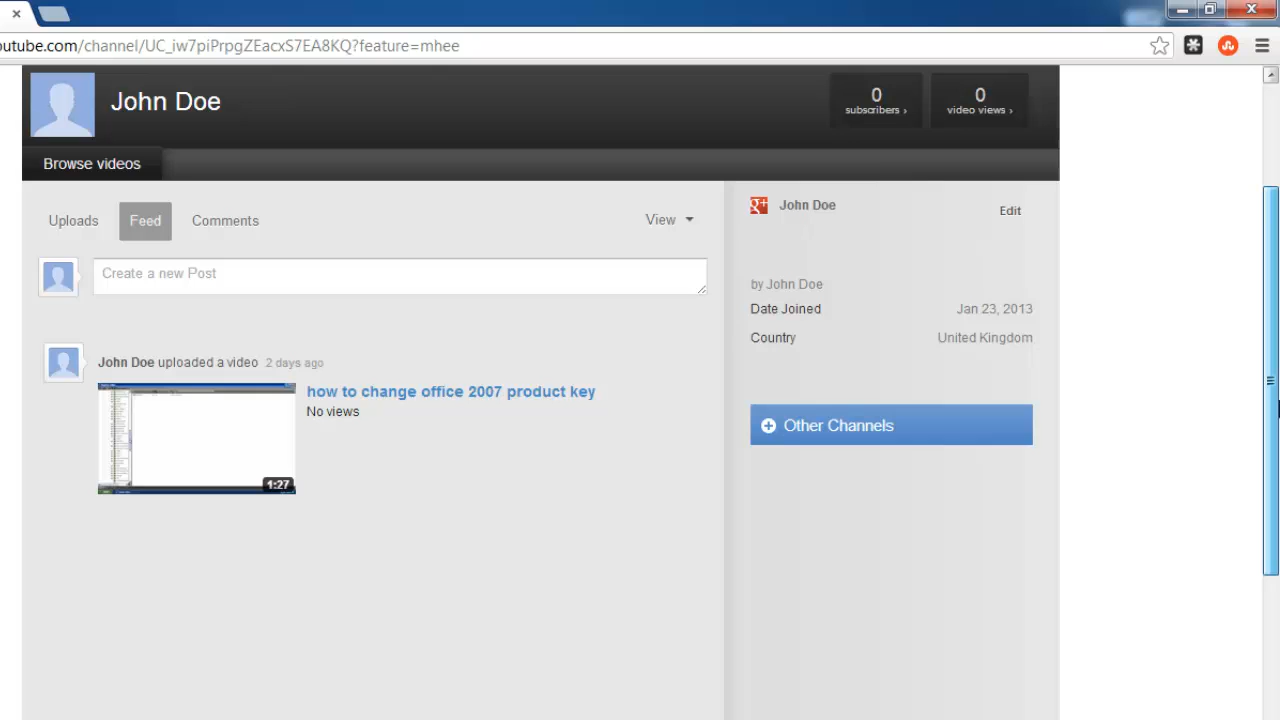 outube.com/channel/UC_iw7piPrpgZEacxS7EA8KQ?feature=mhee
John Doe
0
subscribers ›
0
video views ›
Browse videos
Uploads
Feed
Comments
View
Create a new Post
John Doe uploaded a video 2 days ago
how to change office 2007 product key
No views
1:27
g+
John Doe
Edit
by John Doe
Date Joined Jan 23, 2013
Country United Kingdom
Other Channels